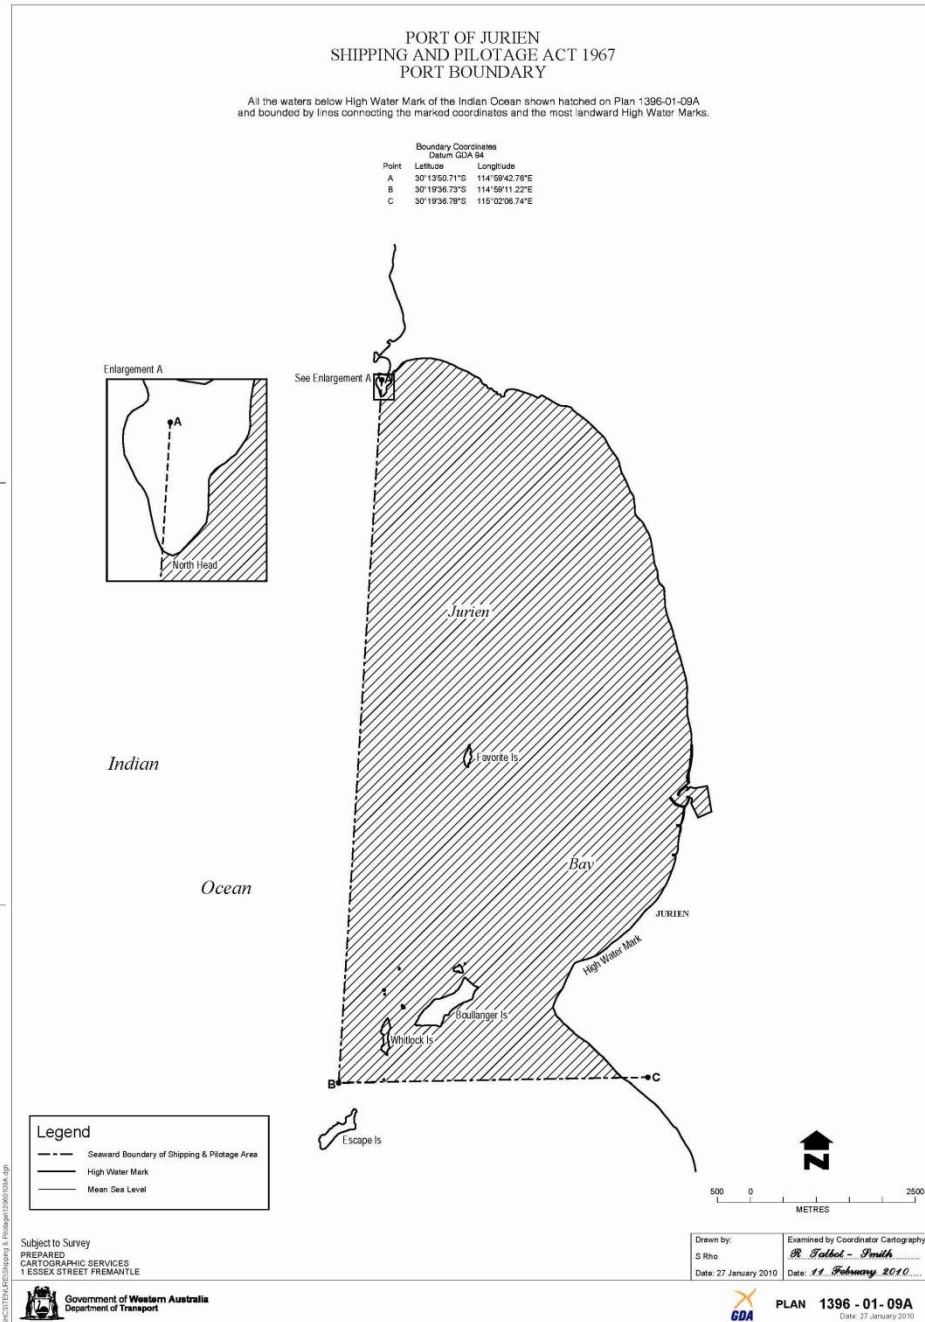 PORT OF JURIEN
SHIPPING AND PILOTAGE ACT 1967
PORT BOUNDARY
All the waters below High Water Mark of the Indian Ocean shown hatched on Plan 1396-01-09A
and bounded by lines connecting the marked coordinates and the most landward High Water Marks.
Boundary Coordinates
Datum GDA 94
Point Latitude Longitude
A 30°13'50.71"S 114°59'42.76"E
B 30°19'36.73"S 114°59'11.22"E
C 30°19'36.78"S 115°02'06.74"E
Enlargement A
A
North Head
See Enlargement A
A
Jurien
Indian
Favorite Is
Bay
Ocean
JURIEN
High Water Mark
Boullanger Is
Whitlock Is
B
C
Escape Is
Legend
Seaward Boundary of Shipping & Pilotage Area
High Water Mark
Mean Sea Level
N
500 0 2500
METRES
Subject to Survey
PREPARED
CARTOGRAPHIC SERVICES
1 ESSEX STREET FREMANTLE
Drawn by:
S Rho
Date: 27 January 2010
Examined by Coordinator Cartography
R Talbot - Smith
Date: 11 February 2010
Government of Western Australia
Department of Transport
GDA
PLAN 1396 - 01 - 09A
Date: 27 January 2010